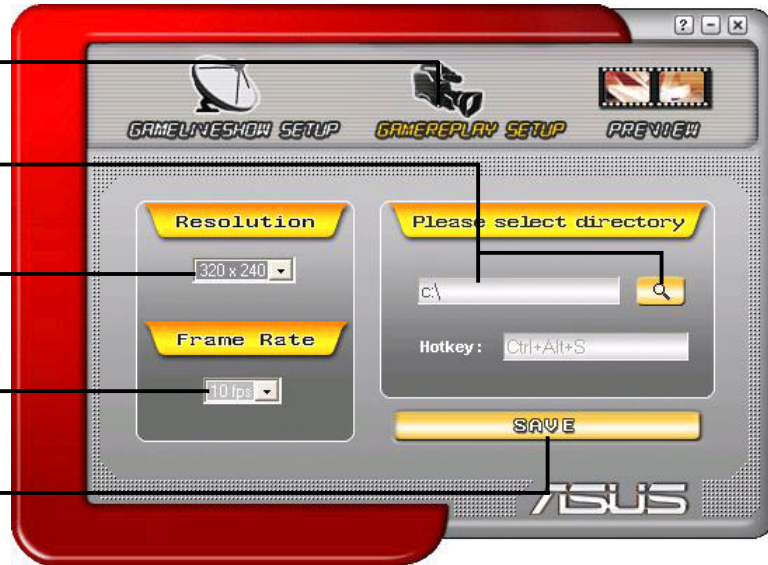 ? - ×
GAMELIVESHOW SETUP
GAMEREPLAY SETUP
PREVIEW
Resolution
320 x 240
Frame Rate
10 fps
Please select directory
c:\
Hotkey: Ctrl+Alt+S
SAVE
ASUS